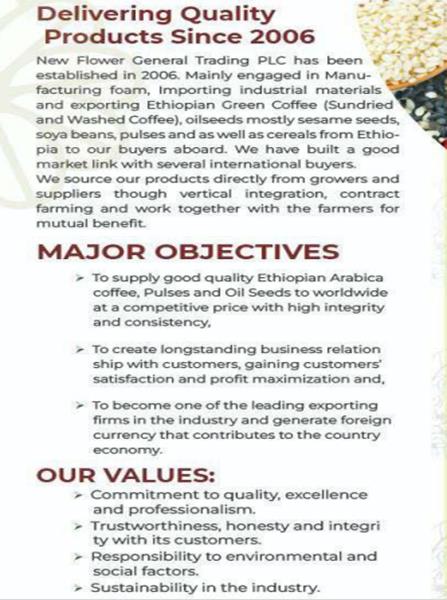 Delivering Quality
Products Since 2006
New Flower General Trading PLC has been
established in 2006. Mainly engaged in Manu-
facturing foam, Importing industrial materials
and exporting Ethiopian Green Coffee (Sundried
and Washed Coffee), oilseeds mostly sesame seeds,
soya beans, pulses and as well as cereals from Ethio-
pia to our buyers aboard. We have built a good
market link with several international buyers.
We source our products directly from growers and
suppliers though vertical integration, contract
farming and work together with the farmers for
mutual benefit.
MAJOR OBJECTIVES
➢ To supply good quality Ethiopian Arabica
coffee, Pulses and Oil Seeds to worldwide
at a competitive price with high integrity
and consistency,
➢ To create longstanding business relation
ship with customers, gaining customers'
satisfaction and profit maximization and,
➢ To become one of the leading exporting
firms in the industry and generate foreign
currency that contributes to the country
economy.
OUR VALUES:
➢ Commitment to quality, excellence
and professionalism.
➢ Trustworthiness, honesty and integri
ty with its customers.
➢ Responsibility to environmental and
social factors.
➢ Sustainability in the industry.